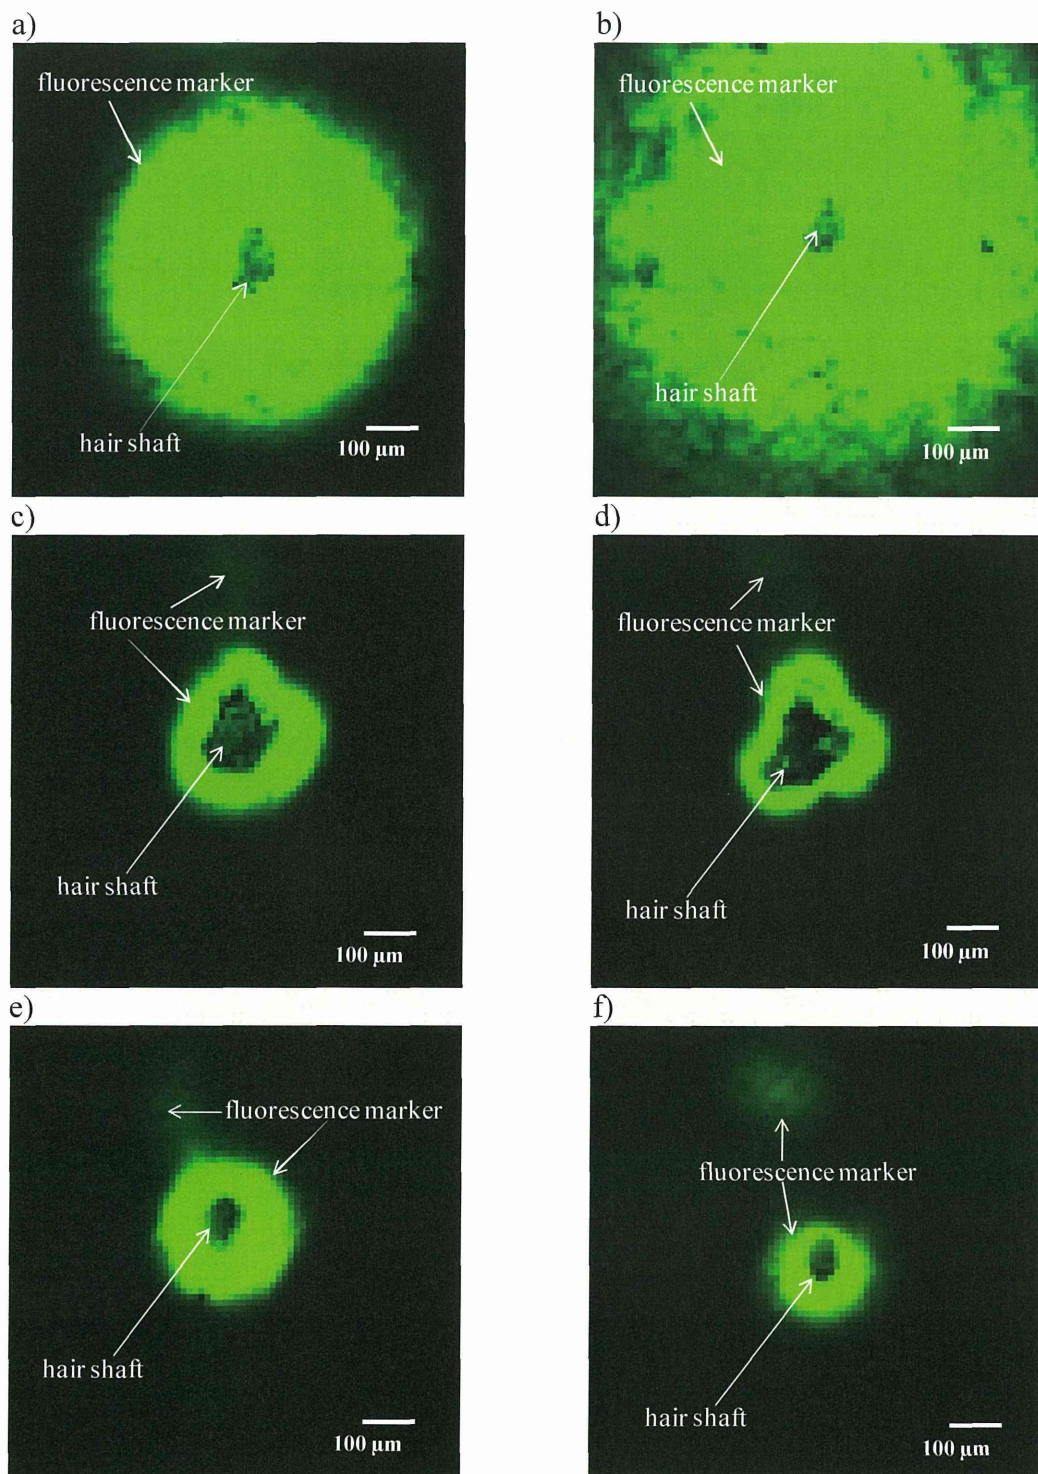 a)
b)
fluorescence marker
fluorescence marker
hair shaft
hair shaft
100 µm
100 µm
c)
d)
fluorescence marker
fluorescence marker
hair shaft
hair shaft
100 µm
100 µm
e)
f)
fluorescence marker
fluorescence marker
hair shaft
hair shaft
100 µm
100 µm